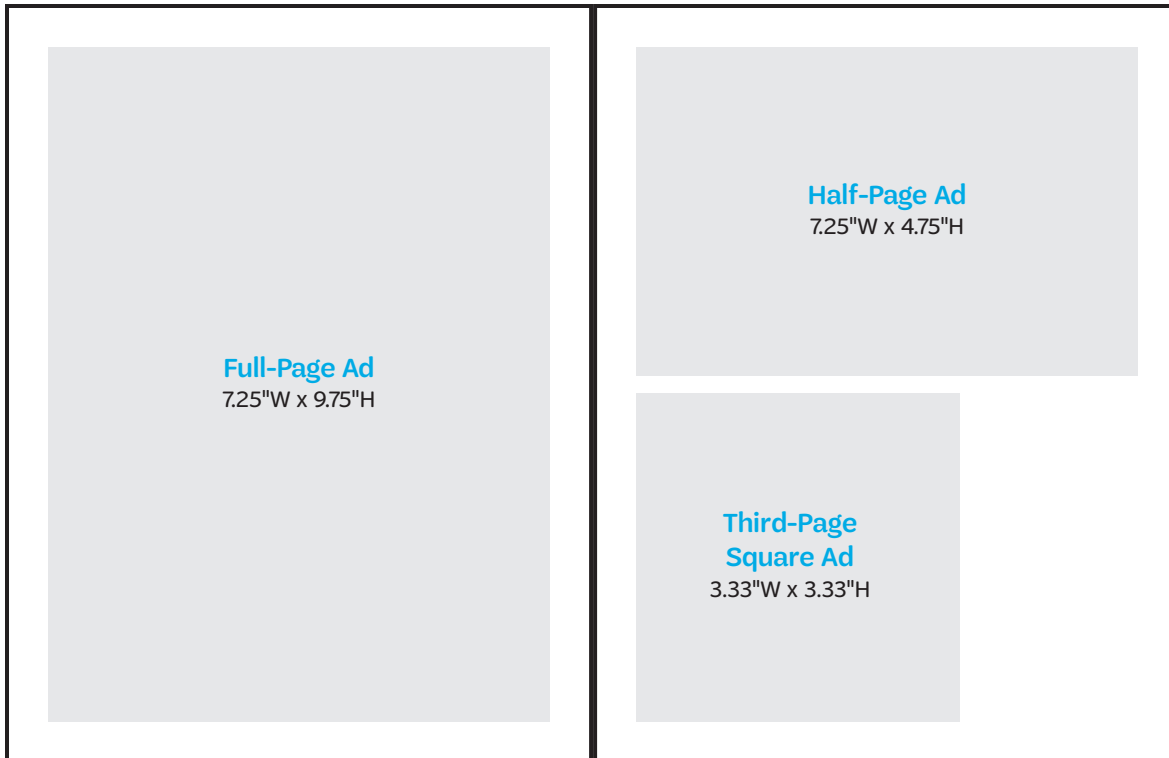 Full-Page Ad
7.25"W x 9.75"H
Half-Page Ad
7.25"W x 4.75"H
Third-Page
Square Ad
3.33"W x 3.33"H